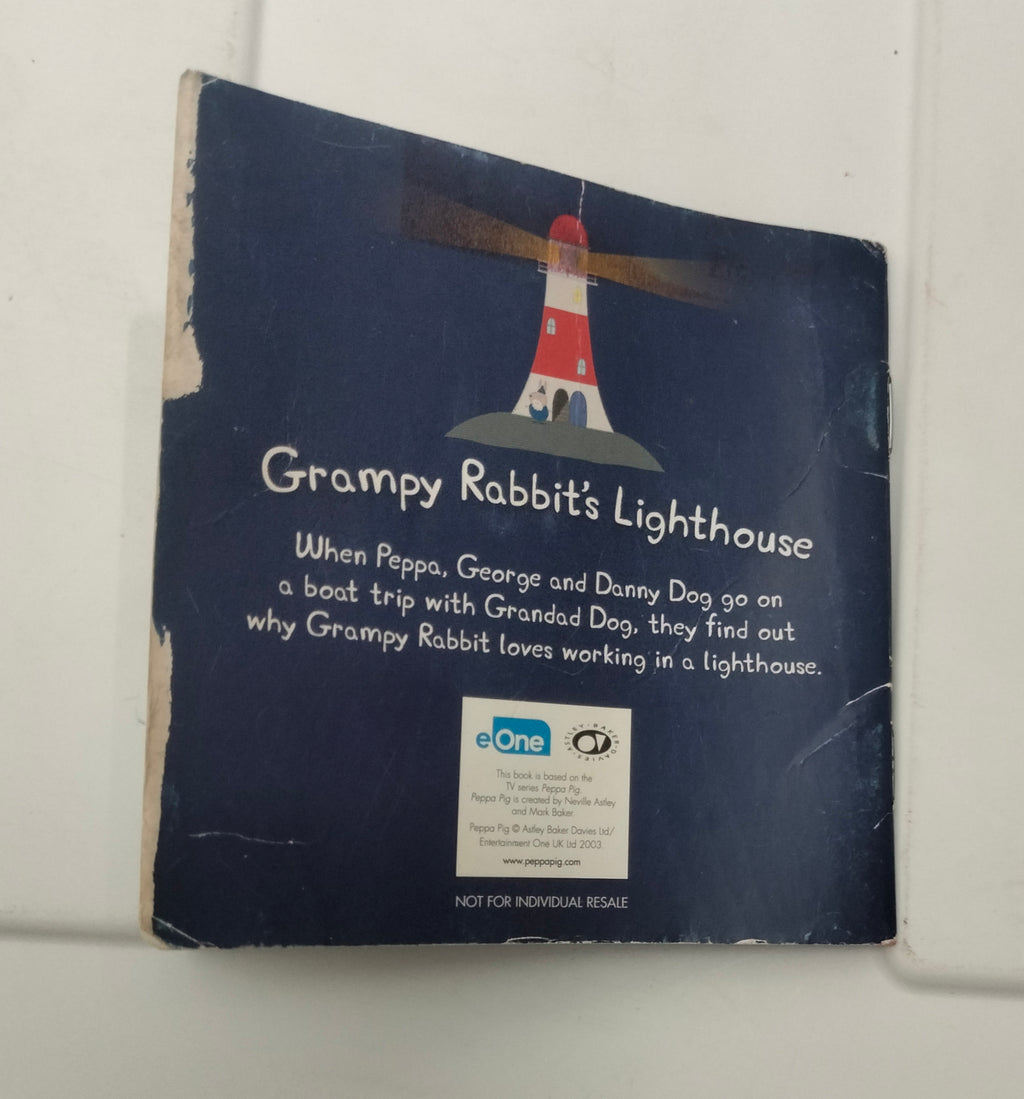 Grampy Rabbit's Lighthouse
When Peppa, George and Danny Dog go on
a boat trip with Grandad Dog, they find out
why Grampy Rabbit loves working in a lighthouse.
eOne
ASTLEY · BAKER · DAVIES
This book is based on the
TV series Peppa Pig.
Peppa Pig is created by Neville Astley
and Mark Baker
Peppa Pig © Astley Baker Davies Ltd/
Entertainment One UK Ltd 2003.
www.peppapig.com
NOT FOR INDIVIDUAL RESALE